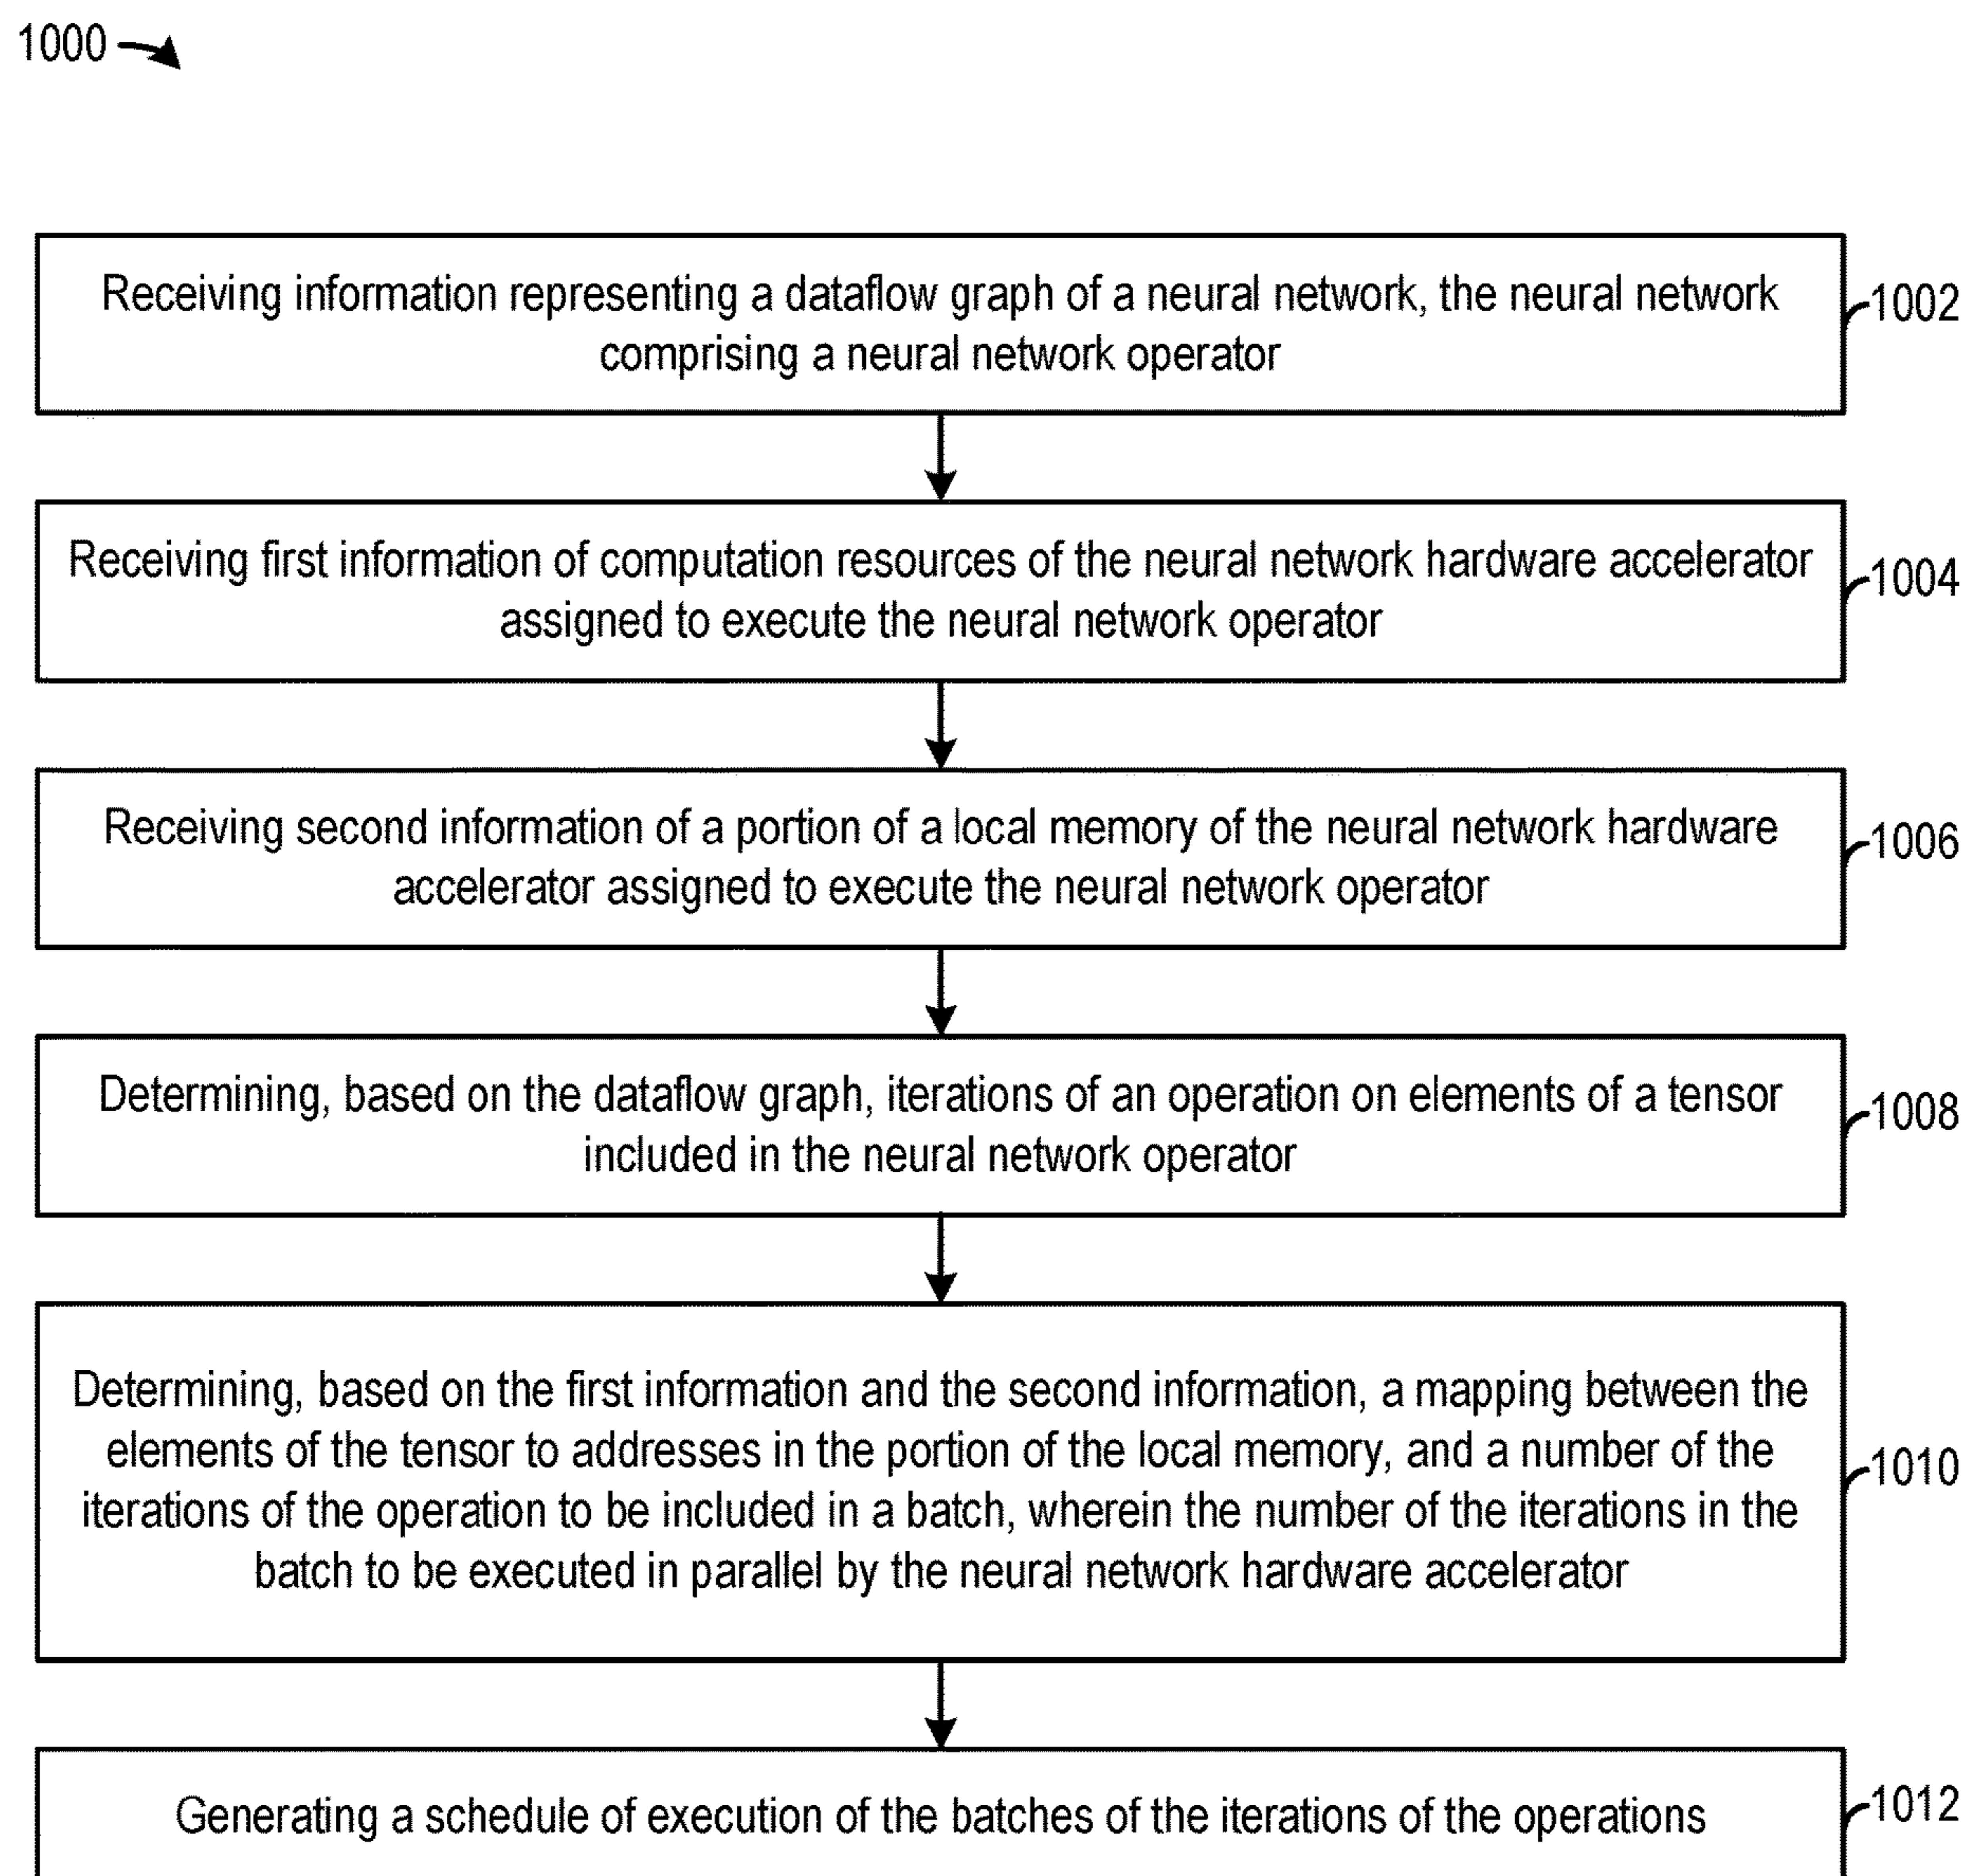 1000
Receiving information representing a dataflow graph of a neural network, the neural network
comprising a neural network operator
1002
Receiving first information of computation resources of the neural network hardware accelerator
assigned to execute the neural network operator
1004
Receiving second information of a portion of a local memory of the neural network hardware
accelerator assigned to execute the neural network operator
1006
Determining, based on the dataflow graph, iterations of an operation on elements of a tensor
included in the neural network operator
1008
Determining, based on the first information and the second information, a mapping between the
elements of the tensor to addresses in the portion of the local memory, and a number of the
iterations of the operation to be included in a batch, wherein the number of the iterations in the
batch to be executed in parallel by the neural network hardware accelerator
1010
Generating a schedule of execution of the batches of the iterations of the operations
1012